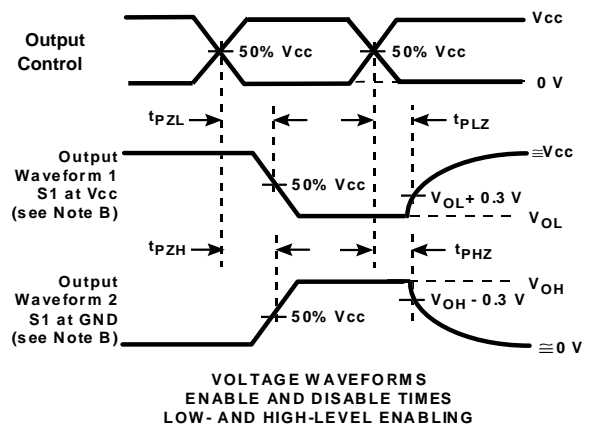 Output
Control
Vcc
50% Vcc
50% Vcc
0 V
tPZL
tPLZ
Output
Waveform 1
S1 at Vcc
(see Note B)
≅Vcc
50% Vcc
VOL+ 0.3 V
VOL
tPZH
tPHZ
Output
Waveform 2
S1 at GND
(see Note B)
VOH
VOH - 0.3 V
50% Vcc
≅0 V
VOLTAGE WAVEFORMS
ENABLE AND DISABLE TIMES
LOW- AND HIGH-LEVEL ENABLING